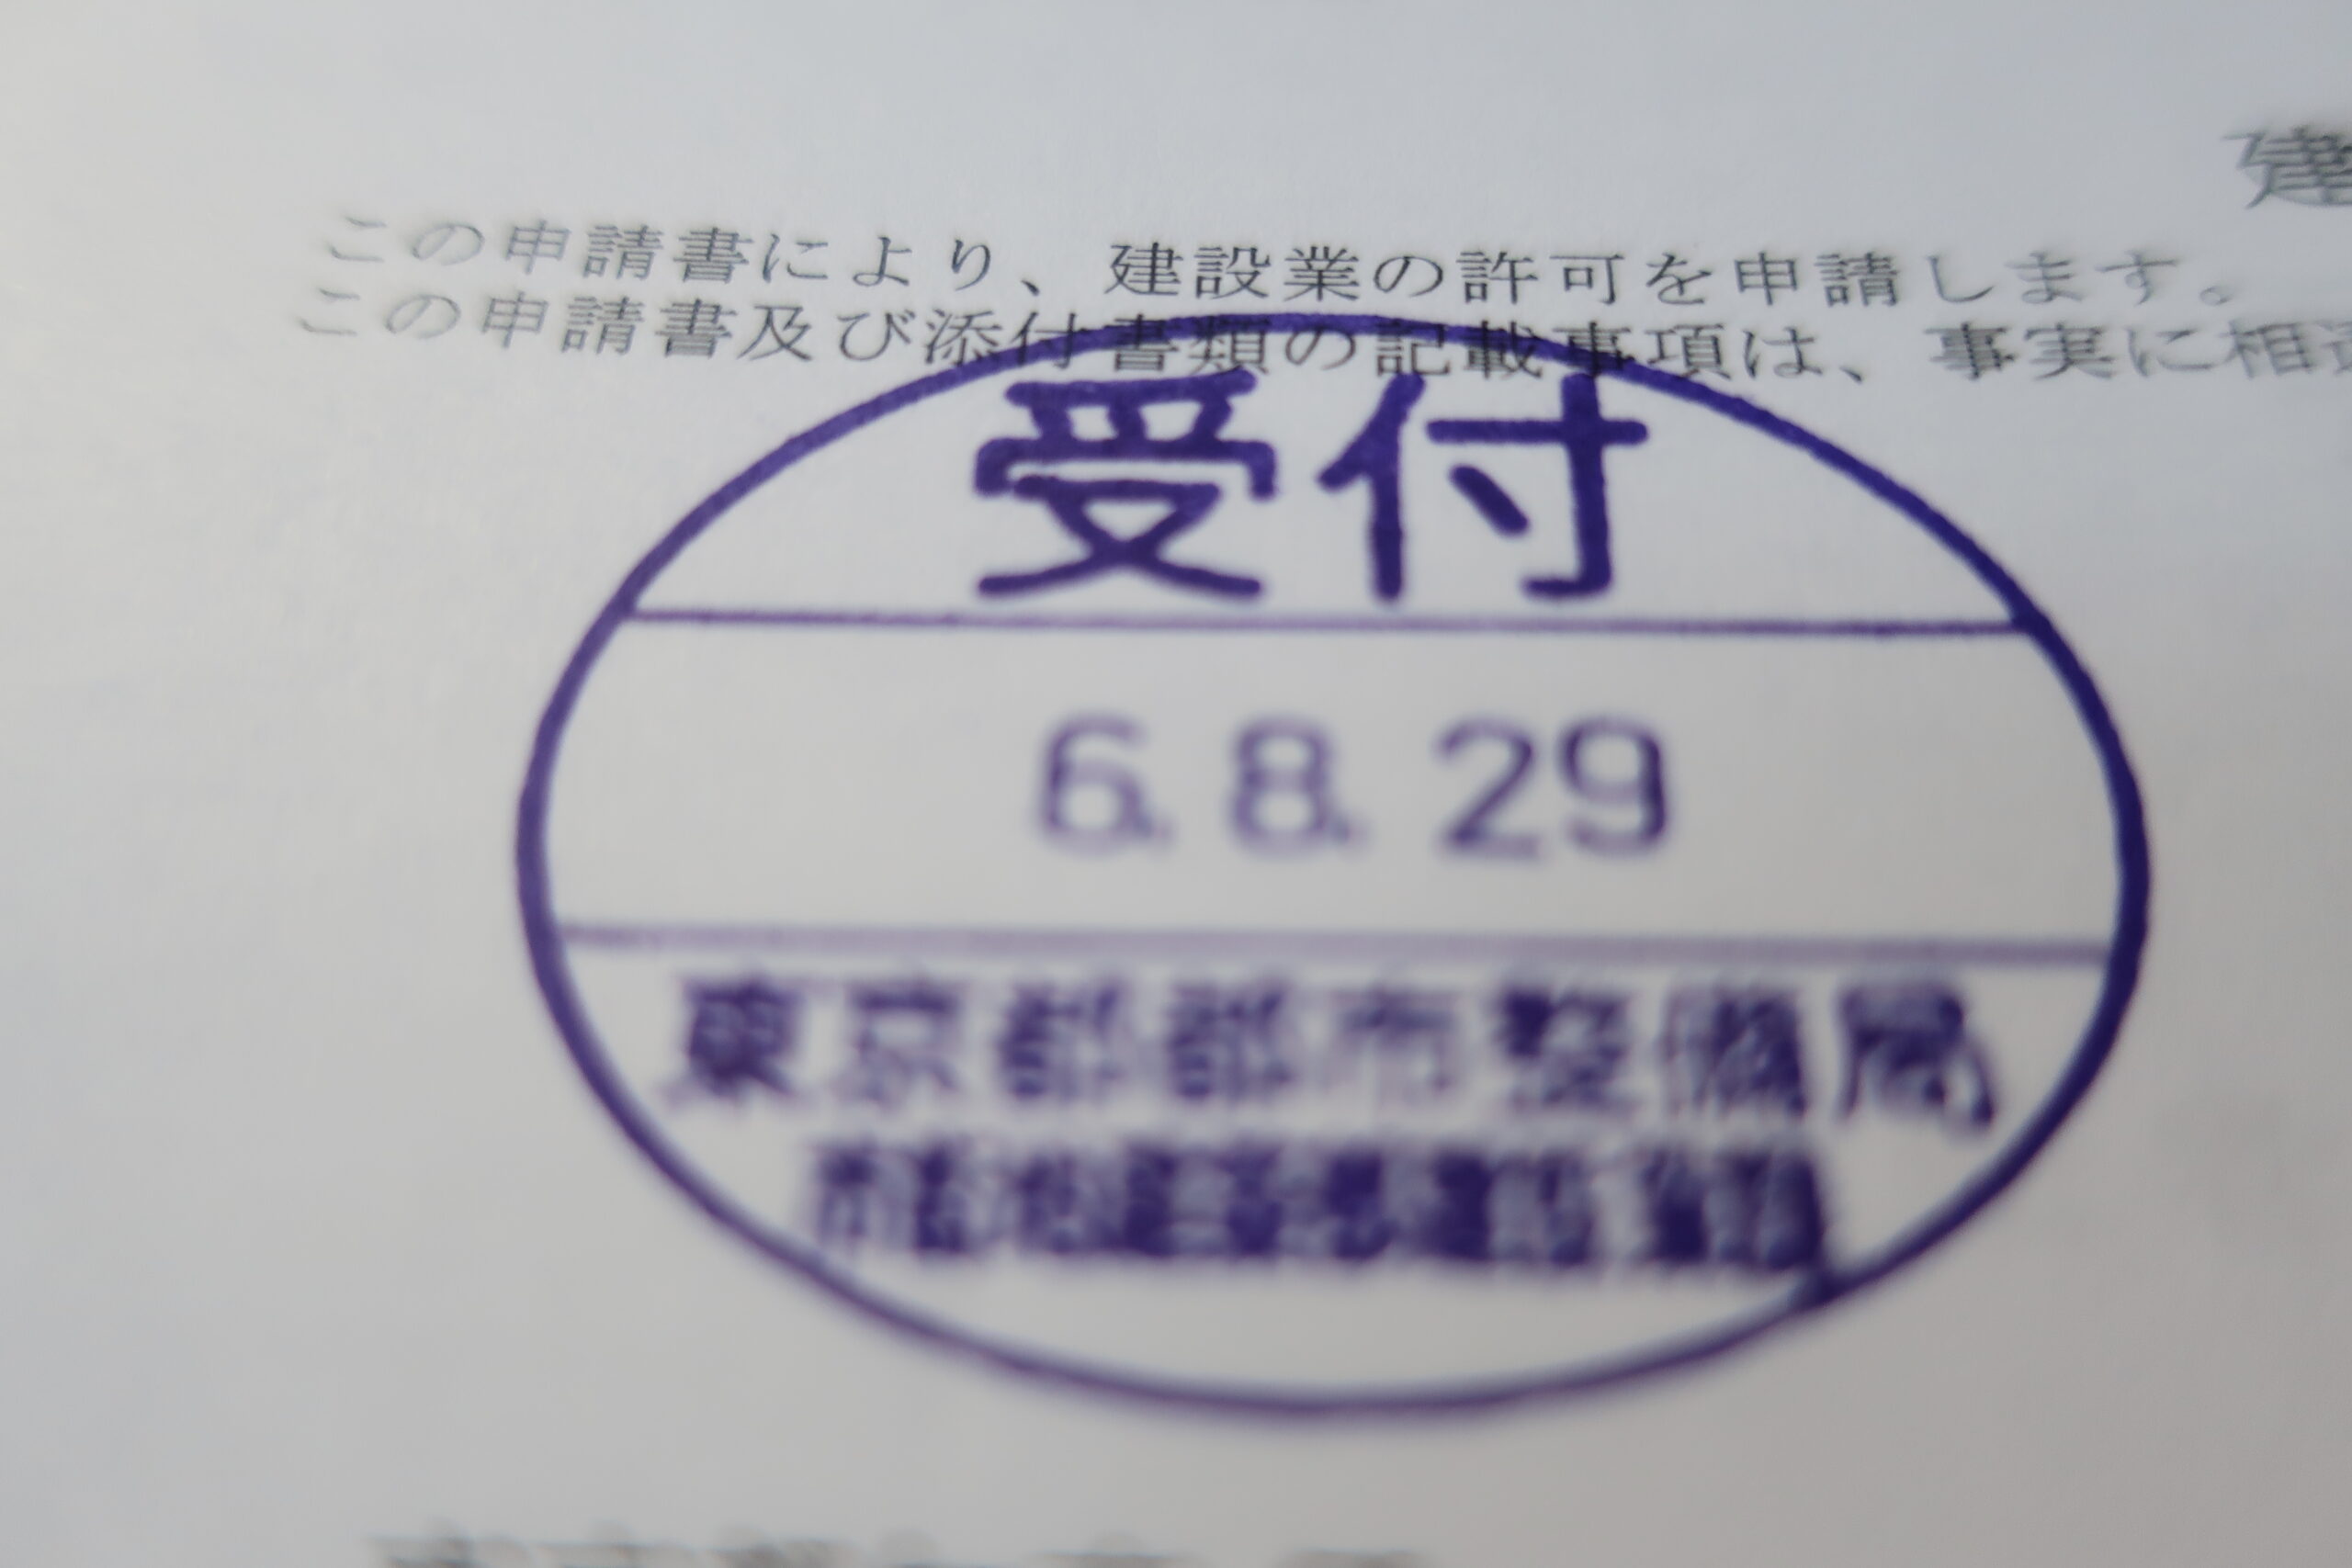 建
この申請書により、建設業の許可を申請します。
この申請書及び添付書類の記載事項は、事実に相違
受付
6. 8. 29
東京都都市整備局